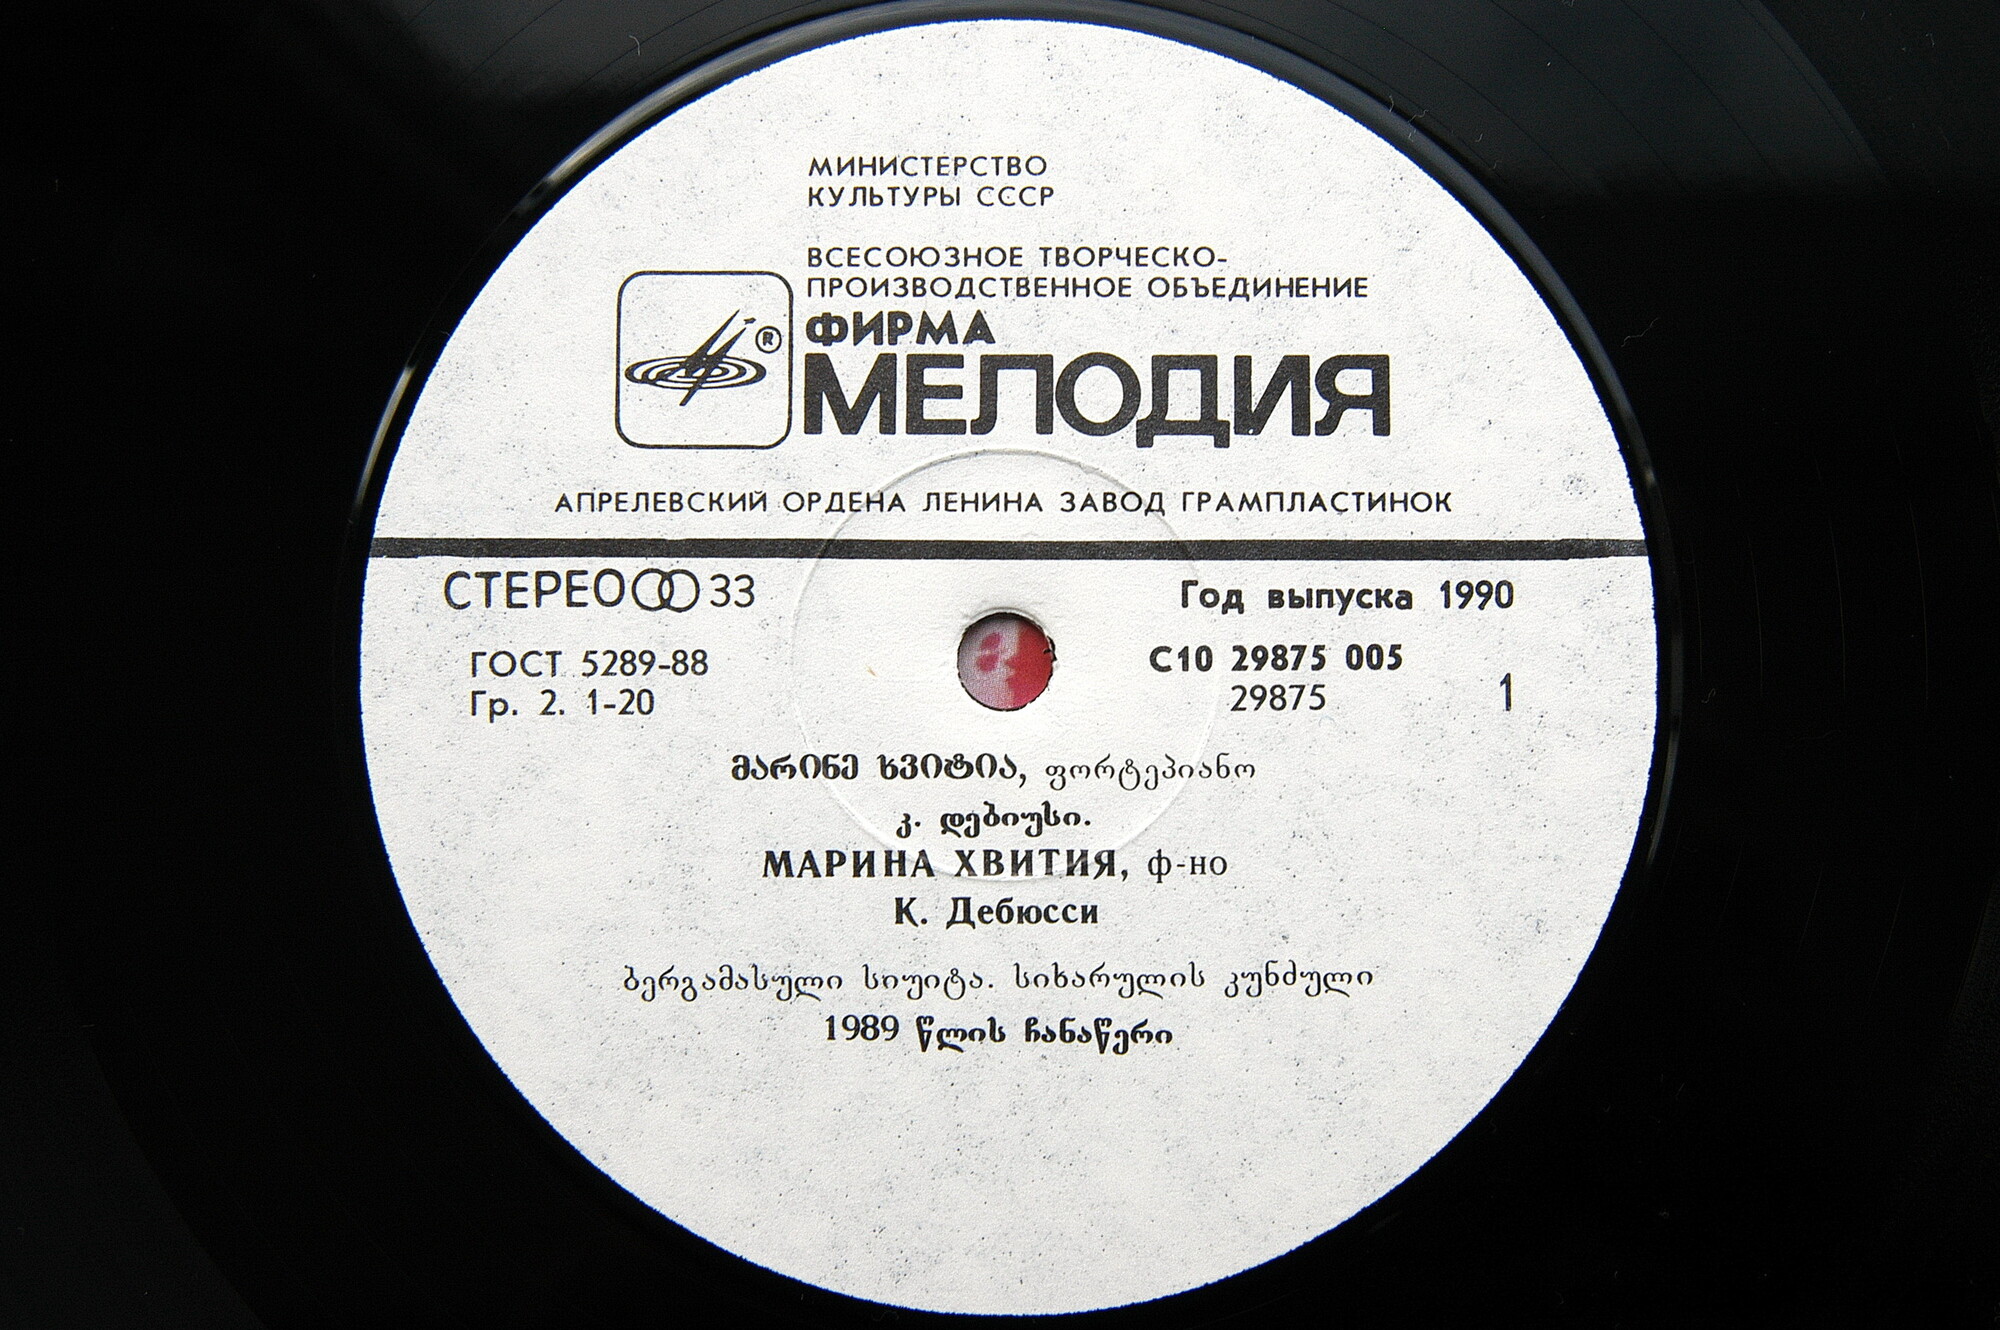 МИНИСТЕРСТВО
КУЛЬТУРЫ СССР
ВСЕСОЮЗНОЕ ТВОРЧЕСКО-
ПРОИЗВОДСТВЕННОЕ ОБЪЕДИНЕНИЕ
ФИРМА
®
МЕЛОДИЯ
АПРЕЛЕВСКИЙ ОРДЕНА ЛЕНИНА ЗАВОД ГРАМПЛАСТИНОК
СТЕРЕО 33
Год выпуска 1990
ГОСТ 5289-88
С10 29875 005
Гр. 2. 1-20
29875
1
მარინე ხვიტია, ფორტეპიანო
კ. დებიუსი.
МАРИНА ХВИТИЯ, ф-но
К. Дебюсси
ბერგამასული სიუიტა. სიხარულის კუნძული
1989 წლის ჩანაწერი